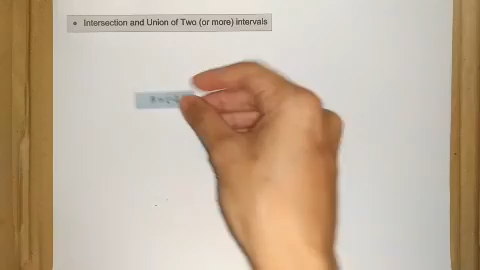 • Intersection and Union of Two (or more) intervals